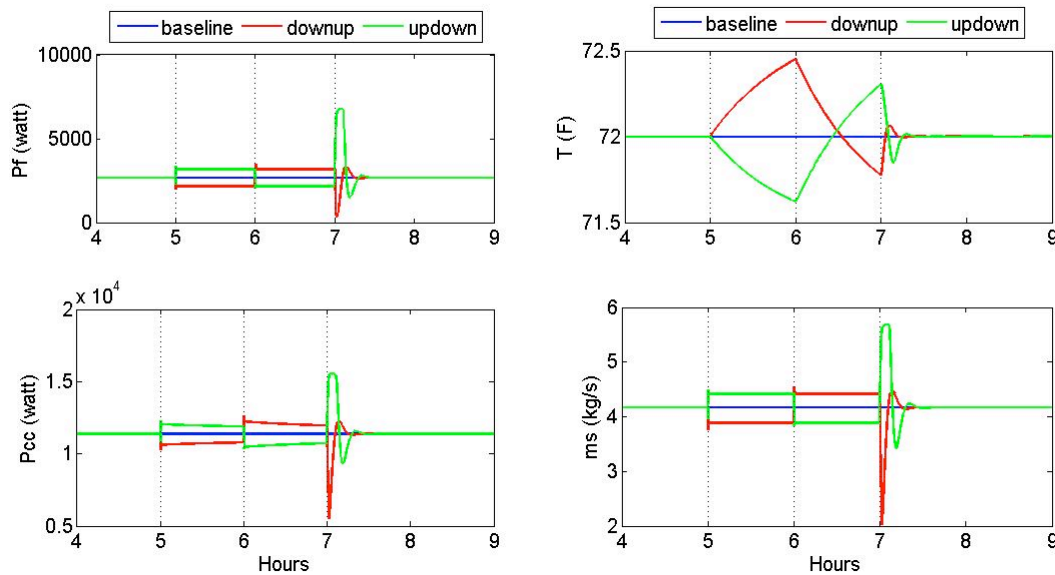 baseline downup updown
Pf (watt)
10000
5000
0
4 5 6 7 8 9
baseline downup updown
T (F)
72.5
72
71.5
4 5 6 7 8 9
x 10^4
Pcc (watt)
2
1.5
1
0.5
4 5 6 7 8 9
Hours
ms (kg/s)
6
5
4
3
2
4 5 6 7 8 9
Hours